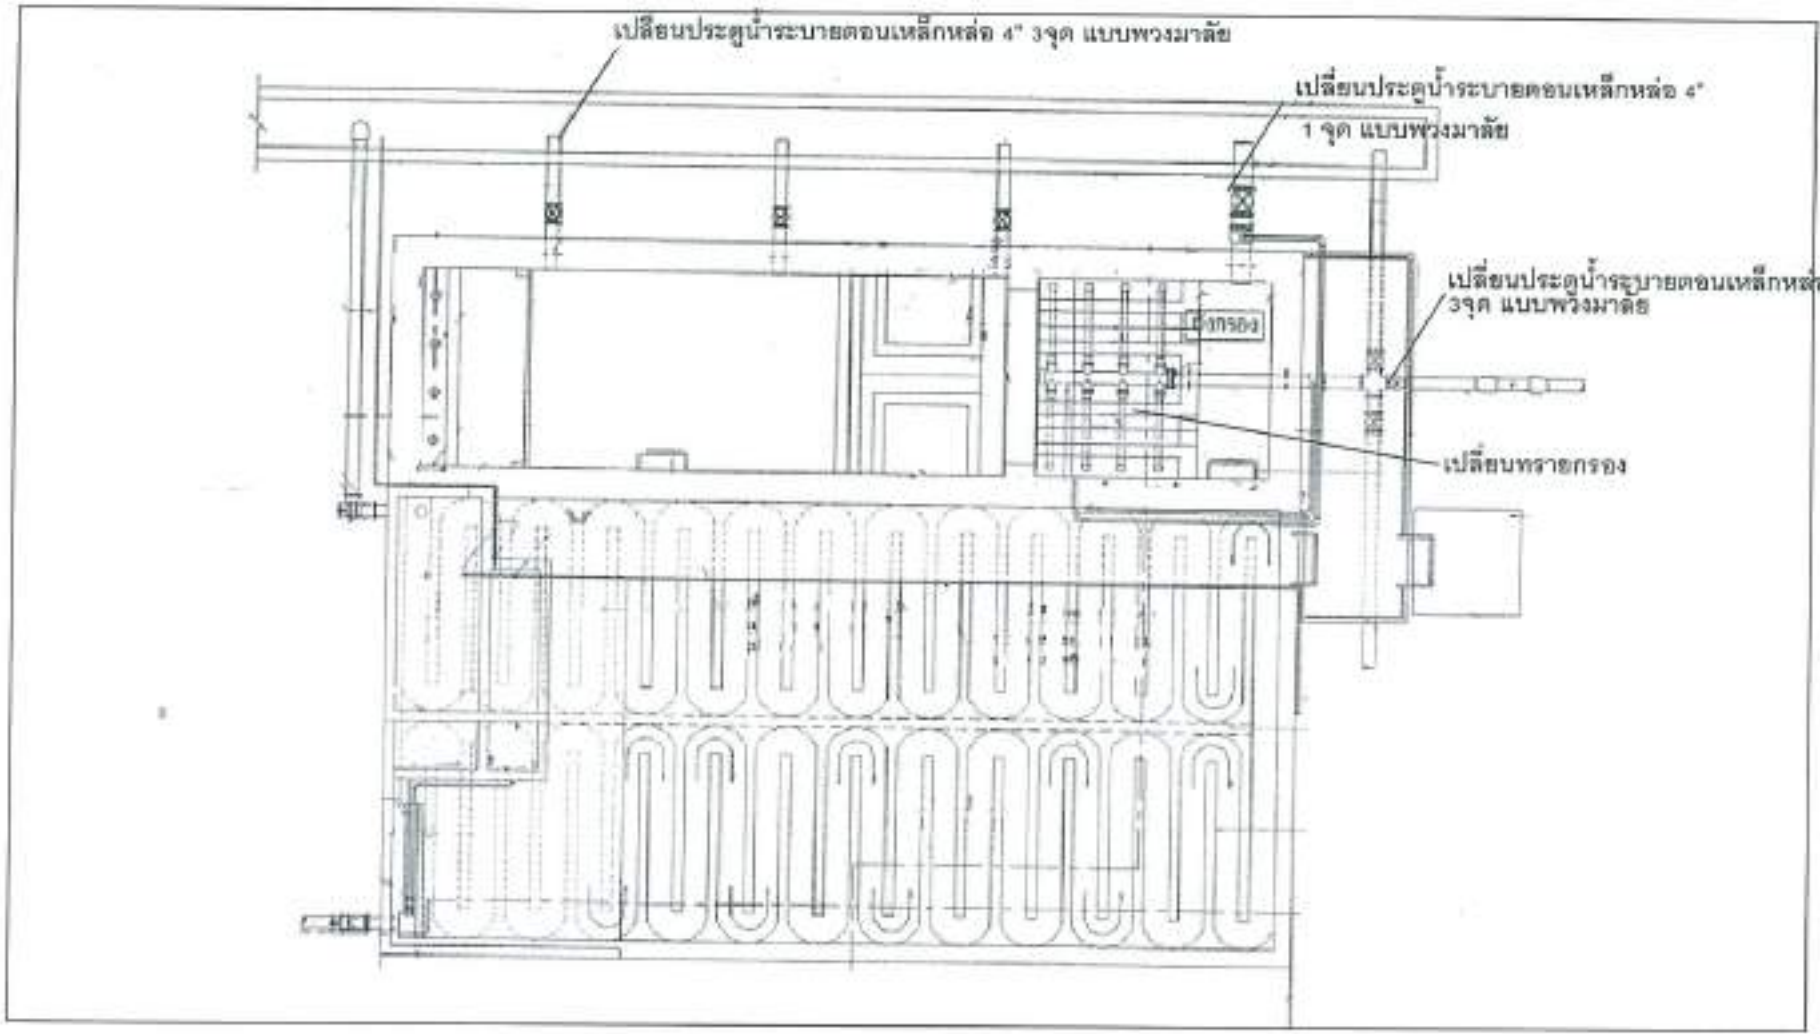 เปลี่ยนประตูน้ำระบายตอนเหล็กหล่อ 4" 3จุด แบบพวงมาลัย
เปลี่ยนประตูน้ำระบายตอนเหล็กหล่อ 4"
1 จุด แบบพวงมาลัย
เปลี่ยนประตูน้ำระบายตอนเหล็กหล่อ
3จุด แบบพวงมาลัย
เปลี่ยนทรายกรอง